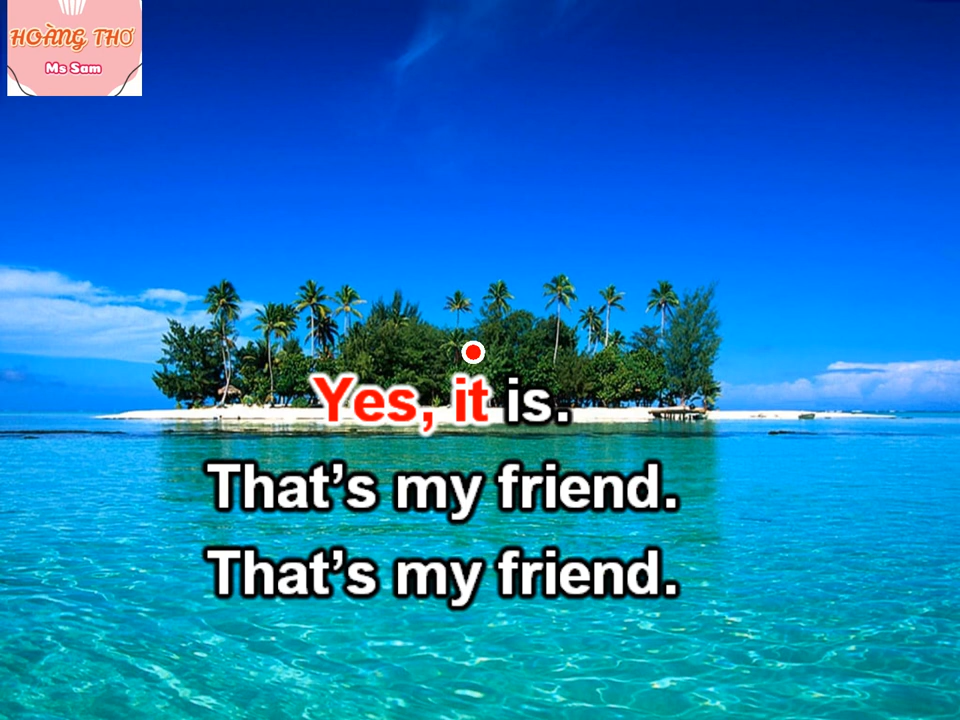 HOÀNG THƠ
Ms Sam
Yes, it is.
That’s my friend.
That’s my friend.